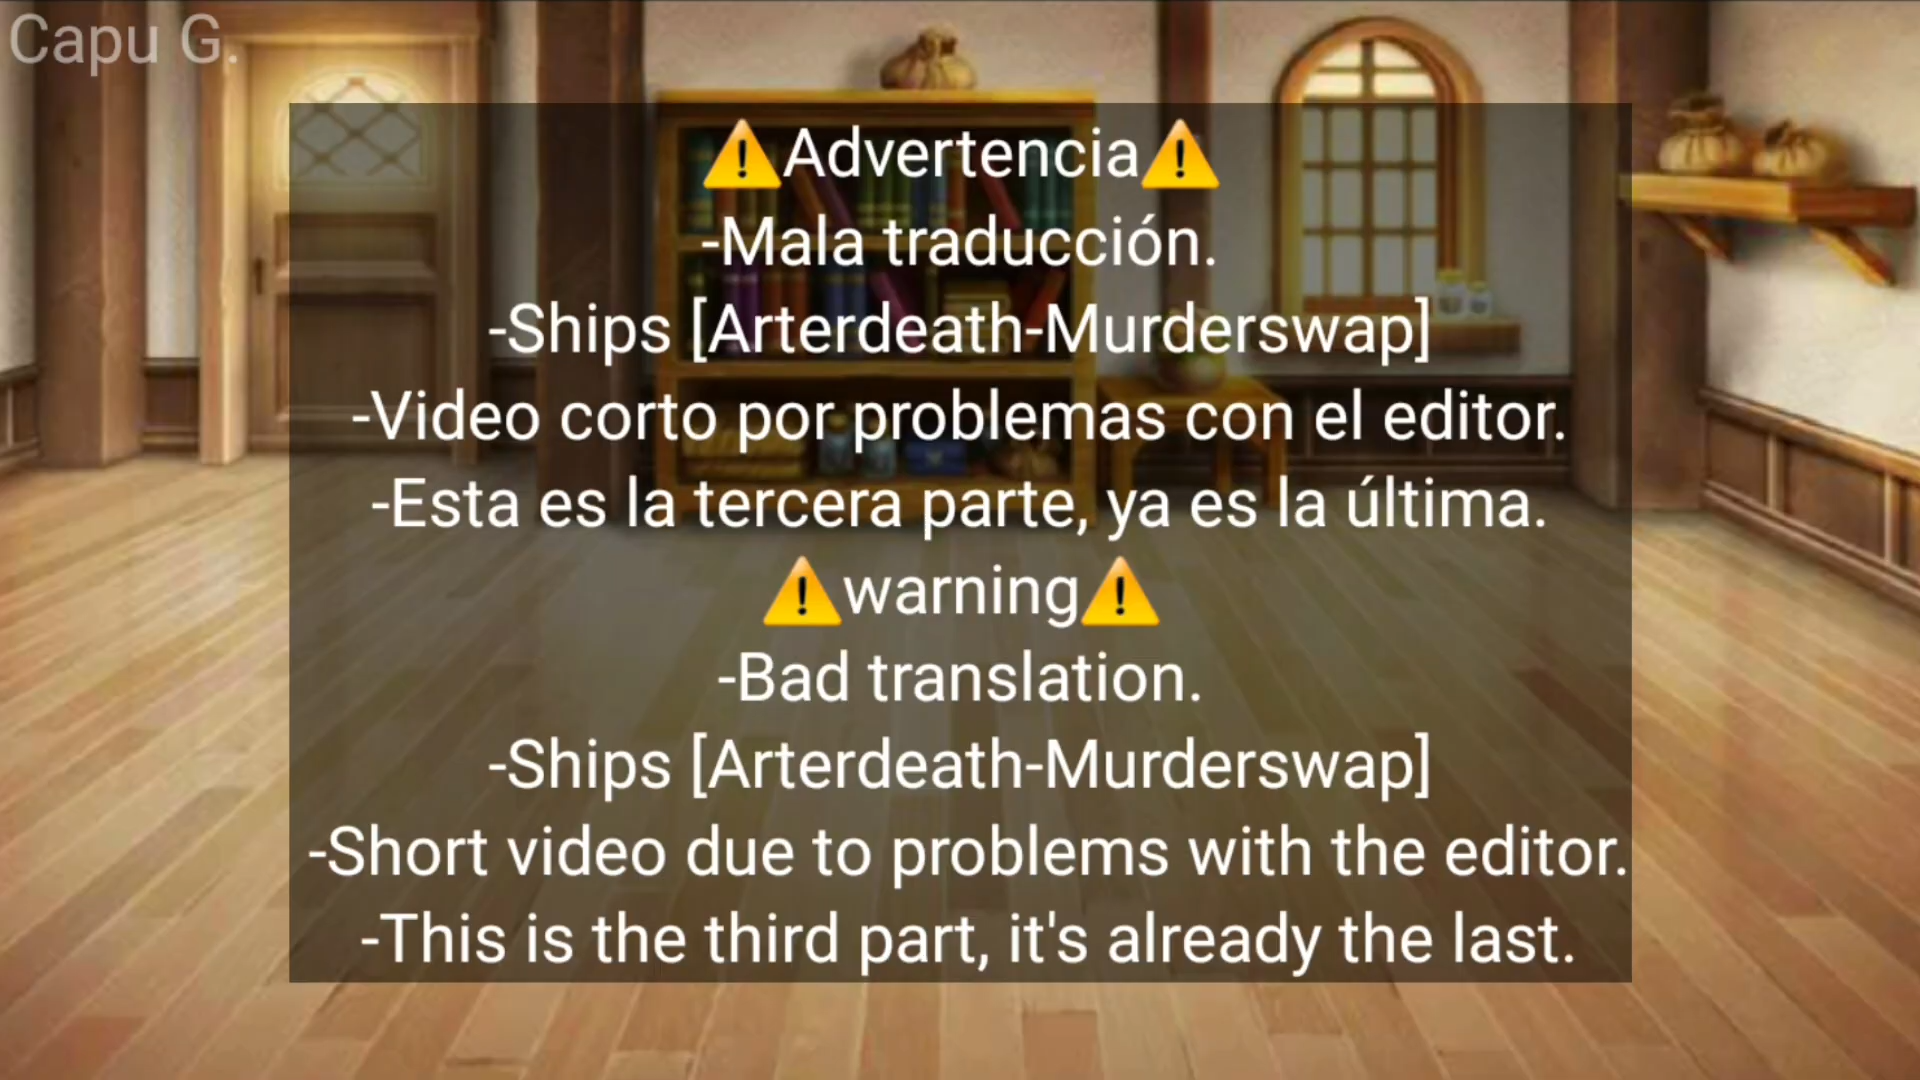 Capu G.
⚠️Advertencia⚠️
-Mala traducción.
-Ships [Arterdeath-Murderswap]
-Video corto por problemas con el editor.
-Esta es la tercera parte, ya es la última.
⚠️warning⚠️
-Bad translation.
-Ships [Arterdeath-Murderswap]
-Short video due to problems with the editor.
-This is the third part, it's already the last.